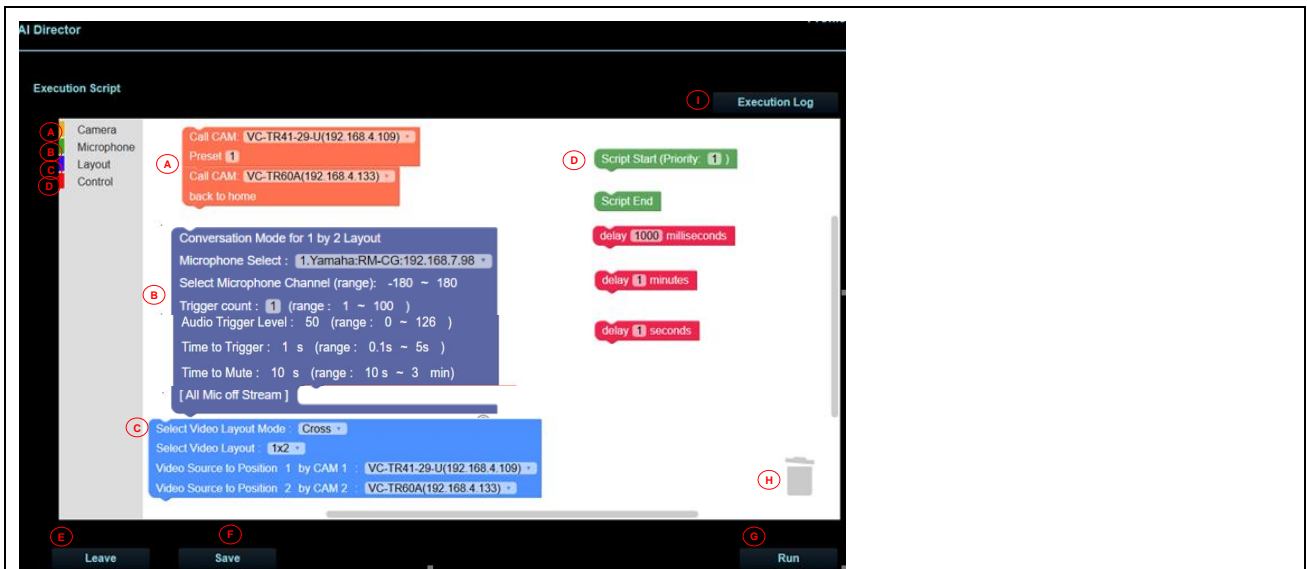 AI Director
Execution Script
I
Execution Log
A Camera
B Microphone
C Layout
D Control
A
Call CAM: VC-TR41-29-U(192.168.4.109)
Preset 1
Call CAM: VC-TR60A(192.168.4.133)
back to home
B
Conversation Mode for 1 by 2 Layout
Microphone Select : 1.Yamaha:RM-CG:192.168.7.98
Select Microphone Channel (range): -180 ~ 180
Trigger count : 1 (range : 1 ~ 100 )
Audio Trigger Level : 50 (range : 0 ~ 126 )
Time to Trigger : 1 s (range : 0.1s ~ 5s )
Time to Mute : 10 s (range : 10 s ~ 3 min)
[ All Mic off Stream ]
C
Select Video Layout Mode : Cross
Select Video Layout : 1x2
Video Source to Position 1 by CAM 1 : VC-TR41-29-U(192.168.4.109)
Video Source to Position 2 by CAM 2 : VC-TR60A(192.168.4.133)
D
Script Start (Priority: 1 )
Script End
delay 1000 milliseconds
delay 1 minutes
delay 1 seconds
H
E
Leave
F
Save
G
Run